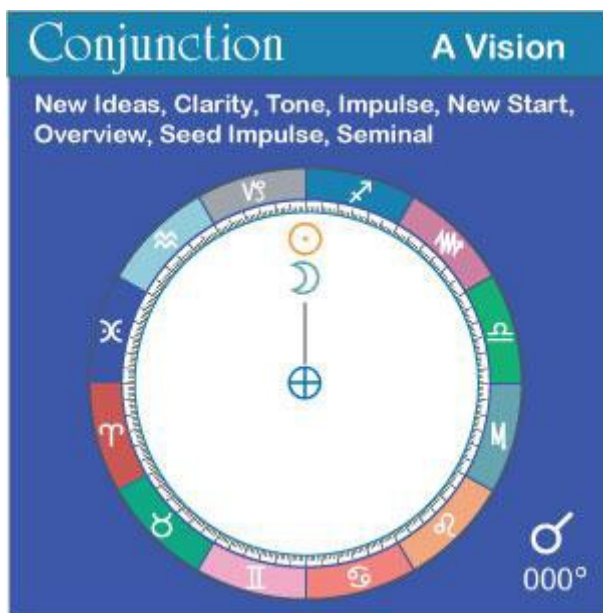 Conjunction A Vision
New Ideas, Clarity, Tone, Impulse, New Start,
Overview, Seed Impulse, Seminal
000°